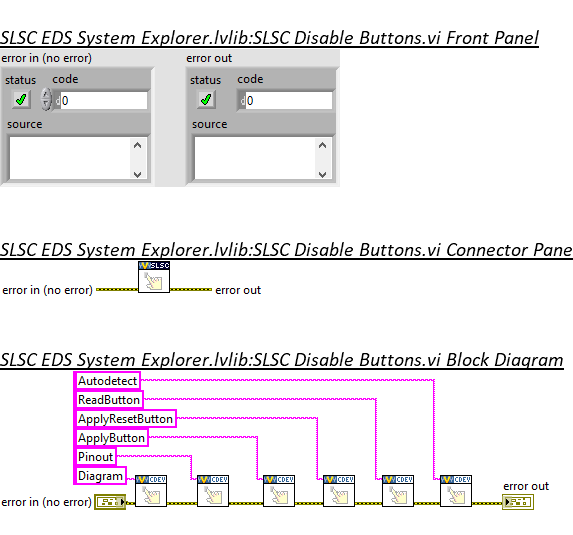 SLSC EDS System Explorer.lvlib:SLSC Disable Buttons.vi Front Panel
error in (no error) error out
status code status code
0 0
source source
SLSC EDS System Explorer.lvlib:SLSC Disable Buttons.vi Connector Pane
SLSC
error in (no error) error out
SLSC EDS System Explorer.lvlib:SLSC Disable Buttons.vi Block Diagram
Autodetect
ReadButton
ApplyResetButton
ApplyButton
Pinout
Diagram CDEV CDEV CDEV CDEV CDEV CDEV
error out
error in (no error)